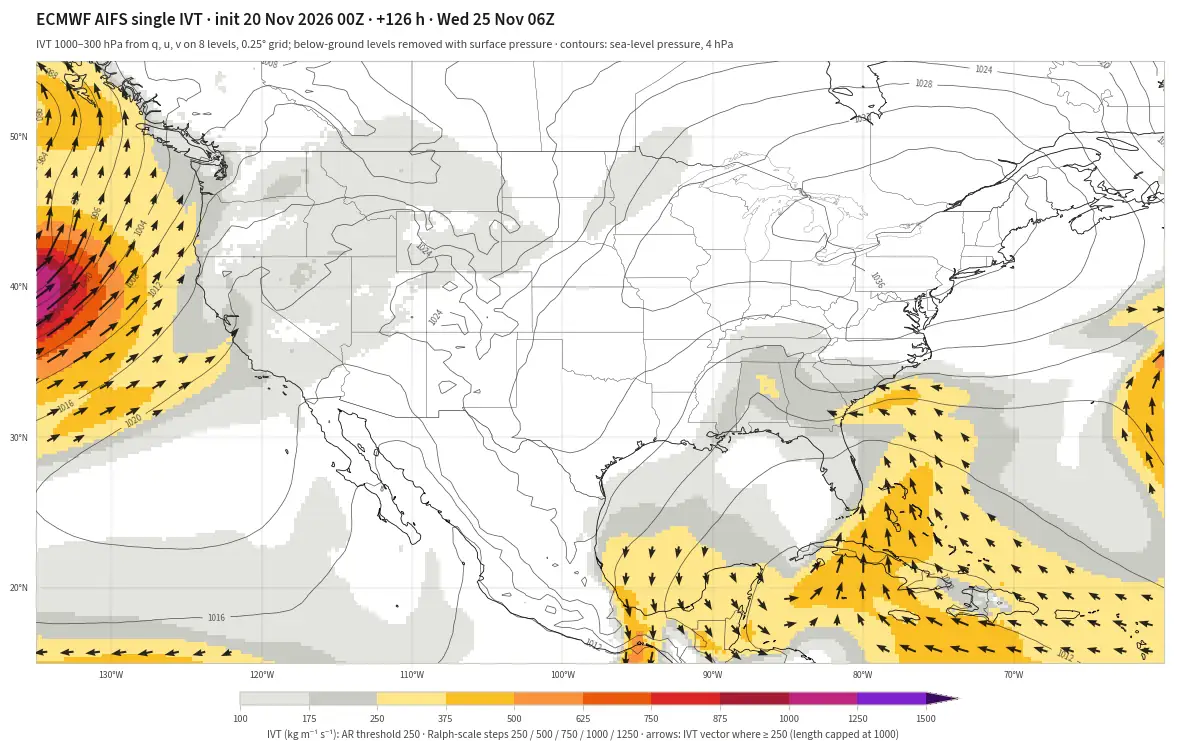 ECMWF AIFS single IVT · init 20 Nov 2026 00Z · +126 h · Wed 25 Nov 06Z
IVT 1000–300 hPa from q, u, v on 8 levels, 0.25° grid; below-ground levels removed with surface pressure · contours: sea-level pressure, 4 hPa
1008
1024
1028
50°N
984
996
1004
1024
1008
1012
1036
40°N
1024
1016
1020
30°N
20°N
1016
1012
1012
130°W 120°W 110°W 100°W 90°W 80°W 70°W
100 175 250 375 500 625 750 875 1000 1250 1500
IVT (kg m⁻¹ s⁻¹): AR threshold 250 · Ralph-scale steps 250 / 500 / 750 / 1000 / 1250 · arrows: IVT vector where ≥ 250 (length capped at 1000)